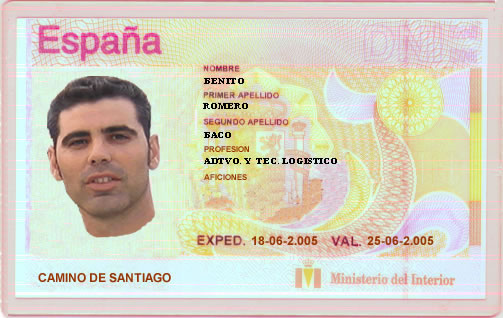 España
DNE
NOMBRE
BENITO
PRIMER APELLIDO
ROMERO
SEGUNDO APELLIDO
BACO
PROFESION
ADTVO. Y TEC. LOGISTICO
AFICIONES
EXPED. 18-06-2.005 VAL. 25-06-2.005
CAMINO DE SANTIAGO
Ministerio del Interior